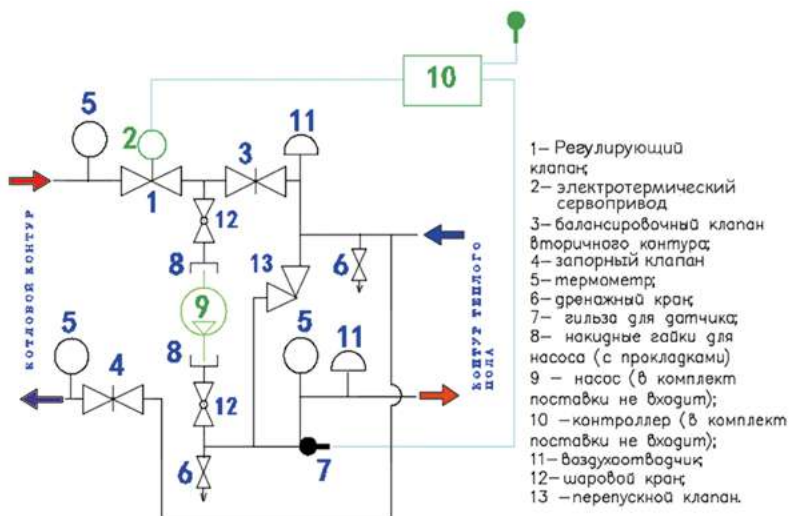 10
5
2
11
3
1
12
8
13
6
9
КОТЛОВОЙ КОНТУР
КОНТУР ТЕПЛОГО
ПОЛА
5
5
11
4
8
12
6
7
1– Регулирующий
клапан;
2– электротермический
сервопривод
3–балансировочный клапан
вторичного контура;
4–запорный клапан
5–термометр;
6–дренажный кран;
7– гильза для датчика;
8– накидные гайки для
насоса (с прокладками)
9 – насос (в комплект
поставки не входит);
10 –контроллер (в комплект
поставки не входит);
11–воздухоотвадчик;
12–шаровой кран;
13 –перепускной клапан.